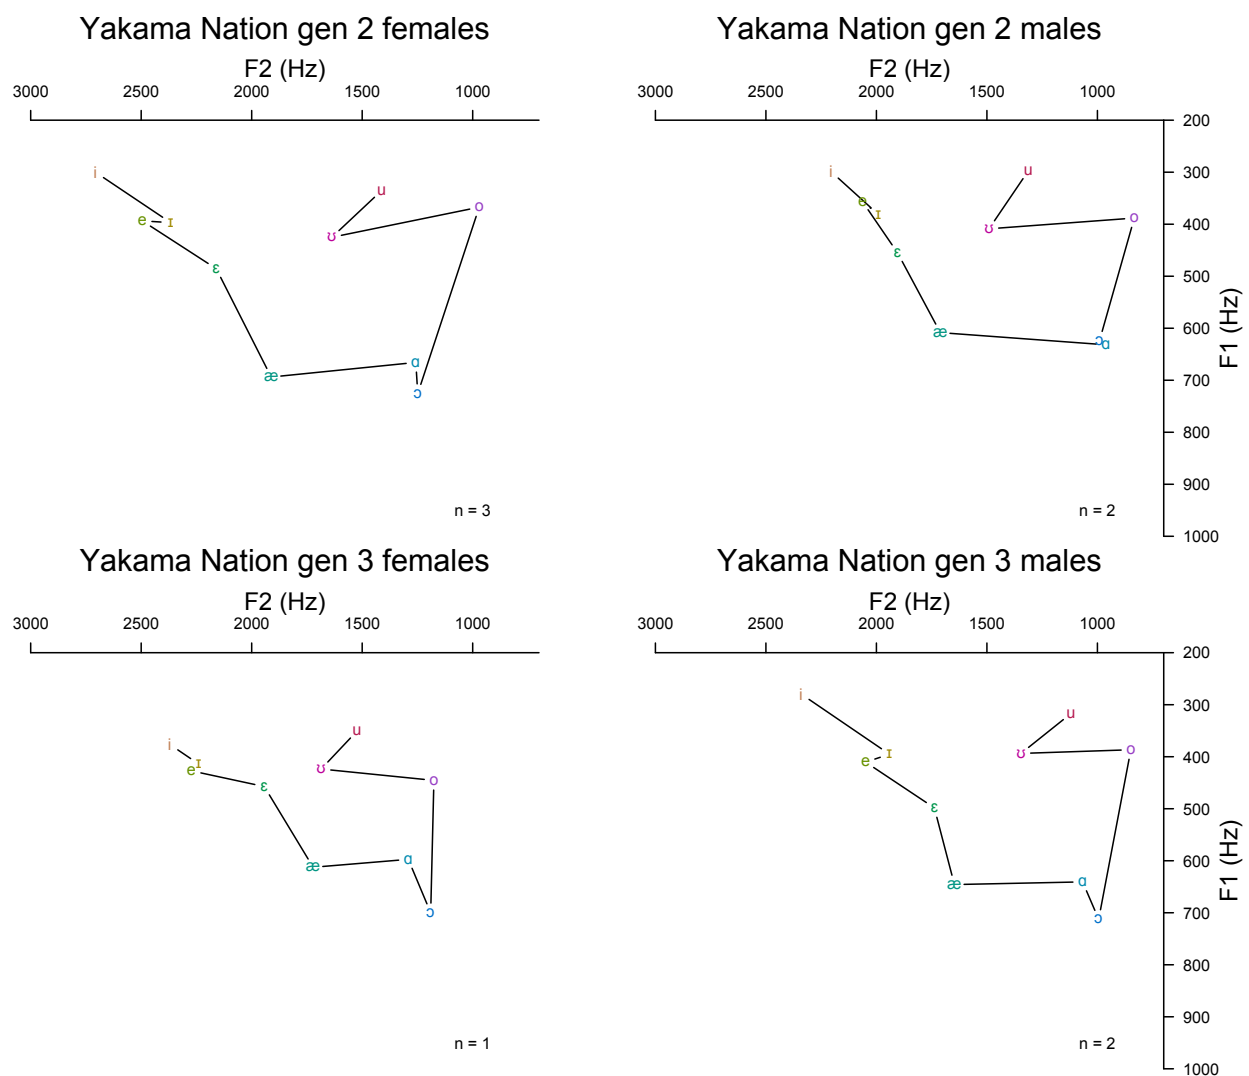 Yakama Nation gen 2 females
F2 (Hz)
3000 2500 2000 1500 1000
i
u
o
e ɪ
ʊ
ɛ
ɑ
æ
ɔ
n = 3
Yakama Nation gen 2 males
F2 (Hz)
3000 2500 2000 1500 1000
200
300
400
500
600
700
800
900
1000
F1 (Hz)
i
u
e
ɪ
o
ʊ
ɛ
æ
ɔ
ɑ
n = 2
Yakama Nation gen 3 females
F2 (Hz)
3000 2500 2000 1500 1000
u
i
ɪ
e
ʊ
o
ɛ
ɑ
æ
ɔ
n = 1
Yakama Nation gen 3 males
F2 (Hz)
3000 2500 2000 1500 1000
200
300
400
500
600
700
800
900
1000
F1 (Hz)
i
u
o
ɪ
ʊ
e
ɛ
ɑ
æ
ɔ
n = 2